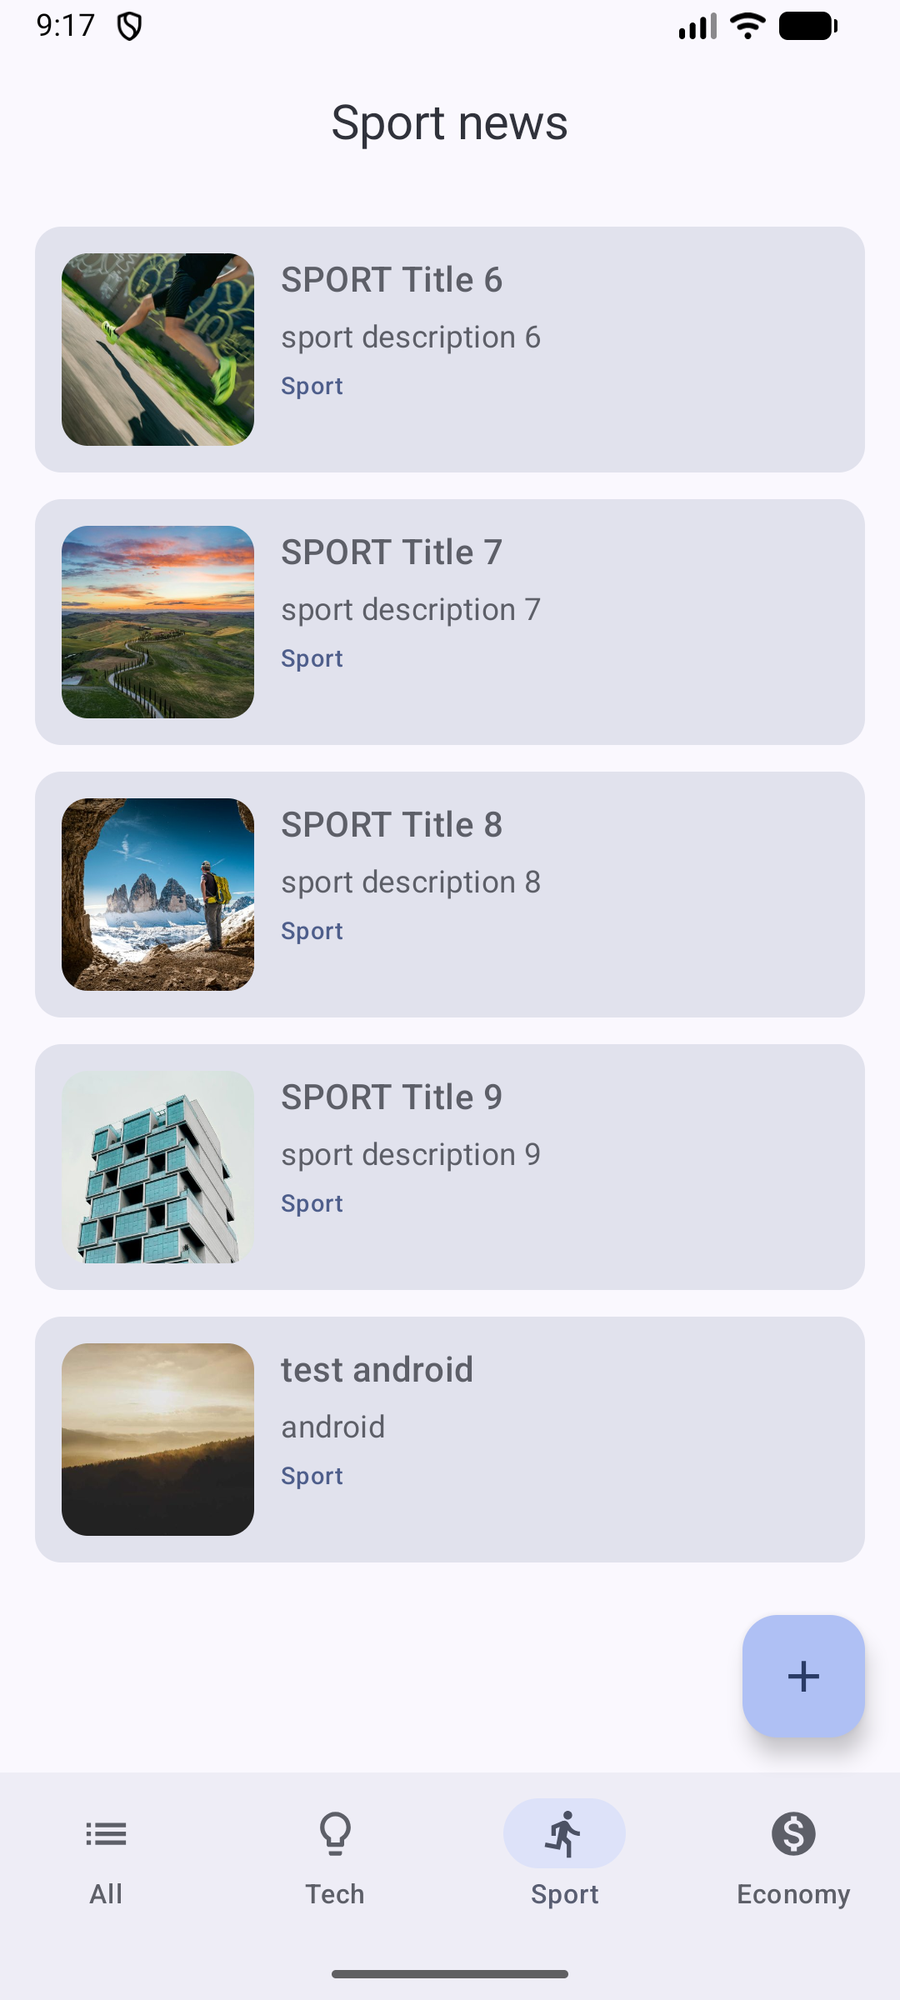 9:17
Sport news
SPORT Title 6
sport description 6
Sport
SPORT Title 7
sport description 7
Sport
SPORT Title 8
sport description 8
Sport
SPORT Title 9
sport description 9
Sport
test android
android
Sport
All
Tech
Sport
Economy